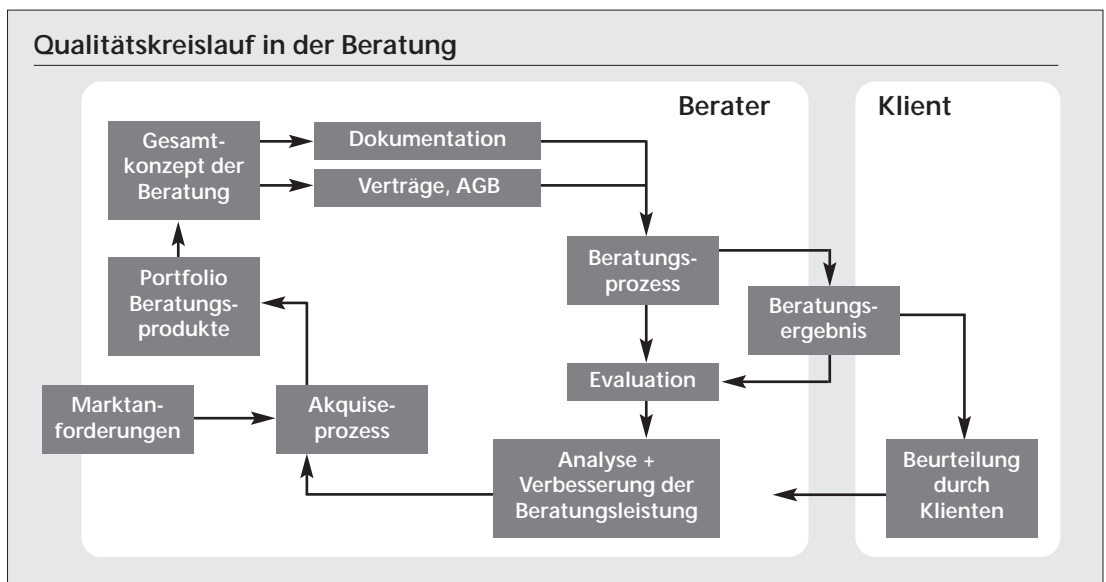 Qualitätskreislauf in der Beratung
Berater
Klient
Gesamt-
konzept der
Beratung
Dokumentation
Verträge, AGB
Portfolio
Beratungs-
produkte
Beratungs-
prozess
Beratungs-
ergebnis
Evaluation
Marktan-
forderungen
Akquise-
prozess
Analyse +
Verbesserung der
Beratungsleistung
Beurteilung
durch
Klienten